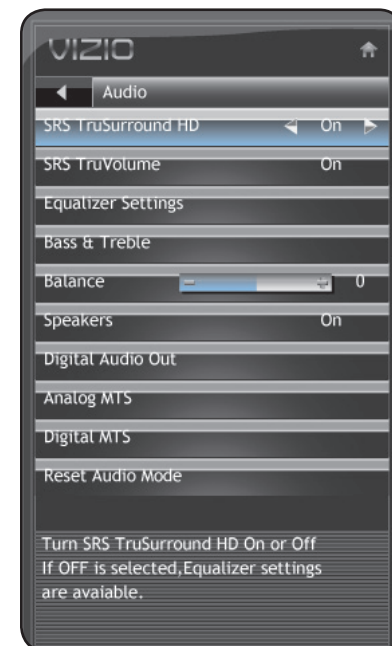 VIZIO
Audio
SRS TruSurround HD On
SRS TruVolume On
Equalizer Settings
Bass & Treble
Balance 0
Speakers On
Digital Audio Out
Analog MTS
Digital MTS
Reset Audio Mode
Turn SRS TruSurround HD On or Off
If OFF is selected,Equalizer settings
are avaiable.